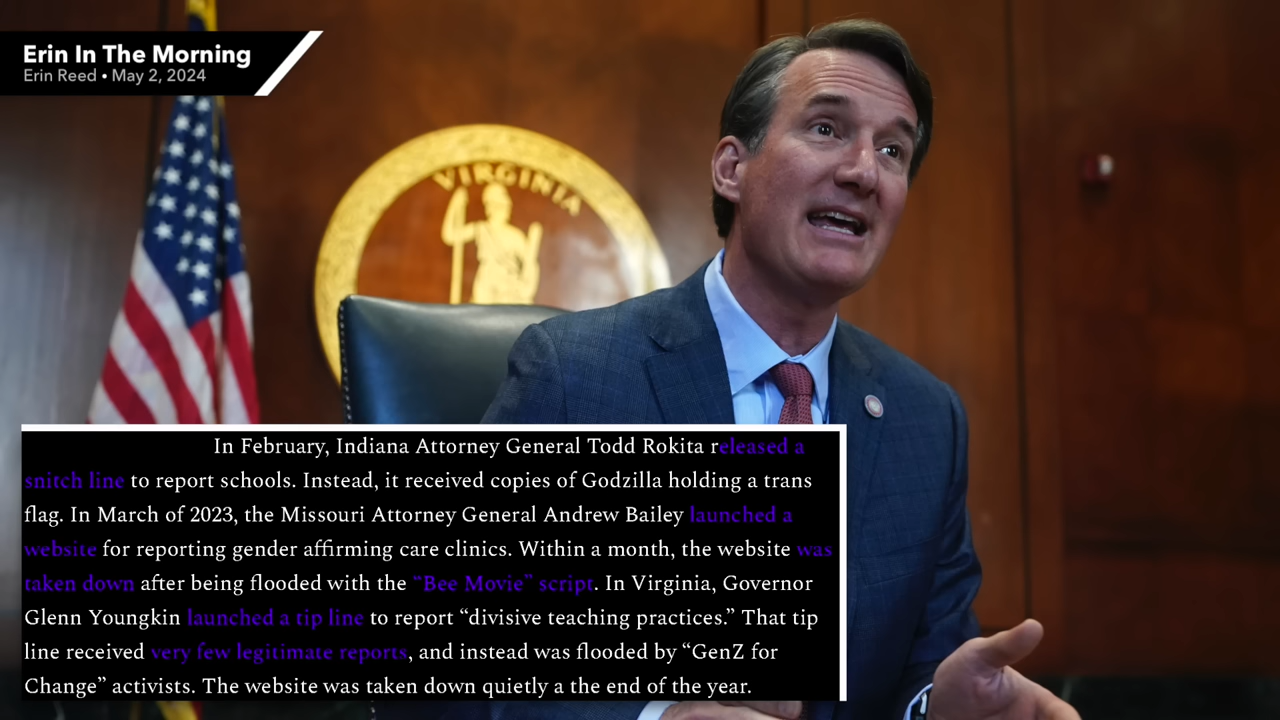 Erin In The Morning
Erin Reed • May 2, 2024
VIRGINIA
In February, Indiana Attorney General Todd Rokita released a
snitch line to report schools. Instead, it received copies of Godzilla holding a trans
flag. In March of 2023, the Missouri Attorney General Andrew Bailey launched a
website for reporting gender affirming care clinics. Within a month, the website was
taken down after being flooded with the “Bee Movie” script. In Virginia, Governor
Glenn Youngkin launched a tip line to report “divisive teaching practices.” That tip
line received very few legitimate reports, and instead was flooded by “GenZ for
Change” activists. The website was taken down quietly a the end of the year.